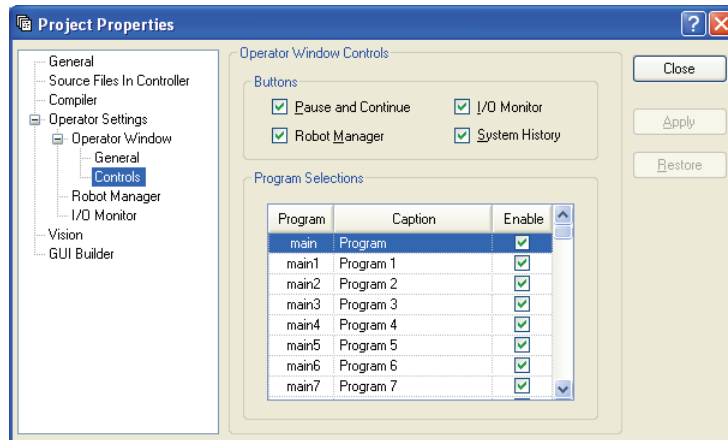 Project Properties
General
Source Files In Controller
Compiler
Operator Settings
Operator Window
General
Controls
Robot Manager
I/O Monitor
Vision
GUI Builder
Operator Window Controls
Buttons
Pause and Continue
I/O Monitor
Robot Manager
System History
Program Selections
Program Caption Enable
main Program
main1 Program 1
main2 Program 2
main3 Program 3
main4 Program 4
main5 Program 5
main6 Program 6
main7 Program 7
Close
Apply
Restore